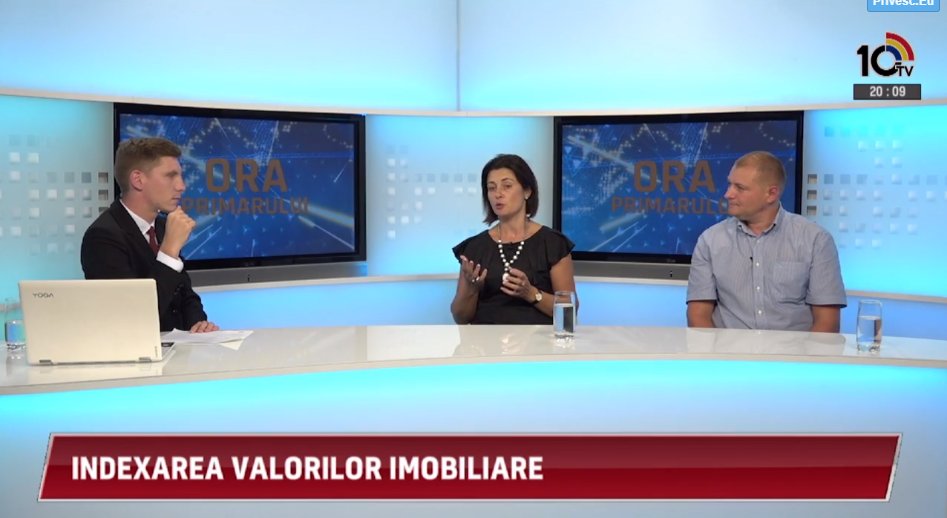 Privesc.Eu
10TV
20:09
ORA
PRIMARULUI
ORA
PRIMARULUI
YOGA
INDEXAREA VALORILOR IMOBILIARE